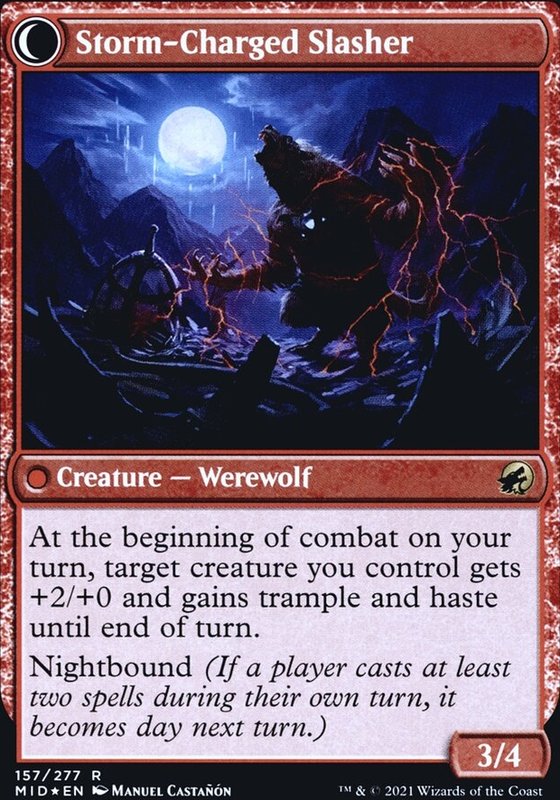 Storm-Charged Slasher
Creature — Werewolf
At the beginning of combat on your
turn, target creature you control gets
+2/+0 and gains trample and haste
until end of turn.
Nightbound (If a player casts at least
two spells during their own turn, it
becomes day next turn.)
3/4
157/277 R
MID★EN Manuel Castañón
™ & © 2021 Wizards of the Coast